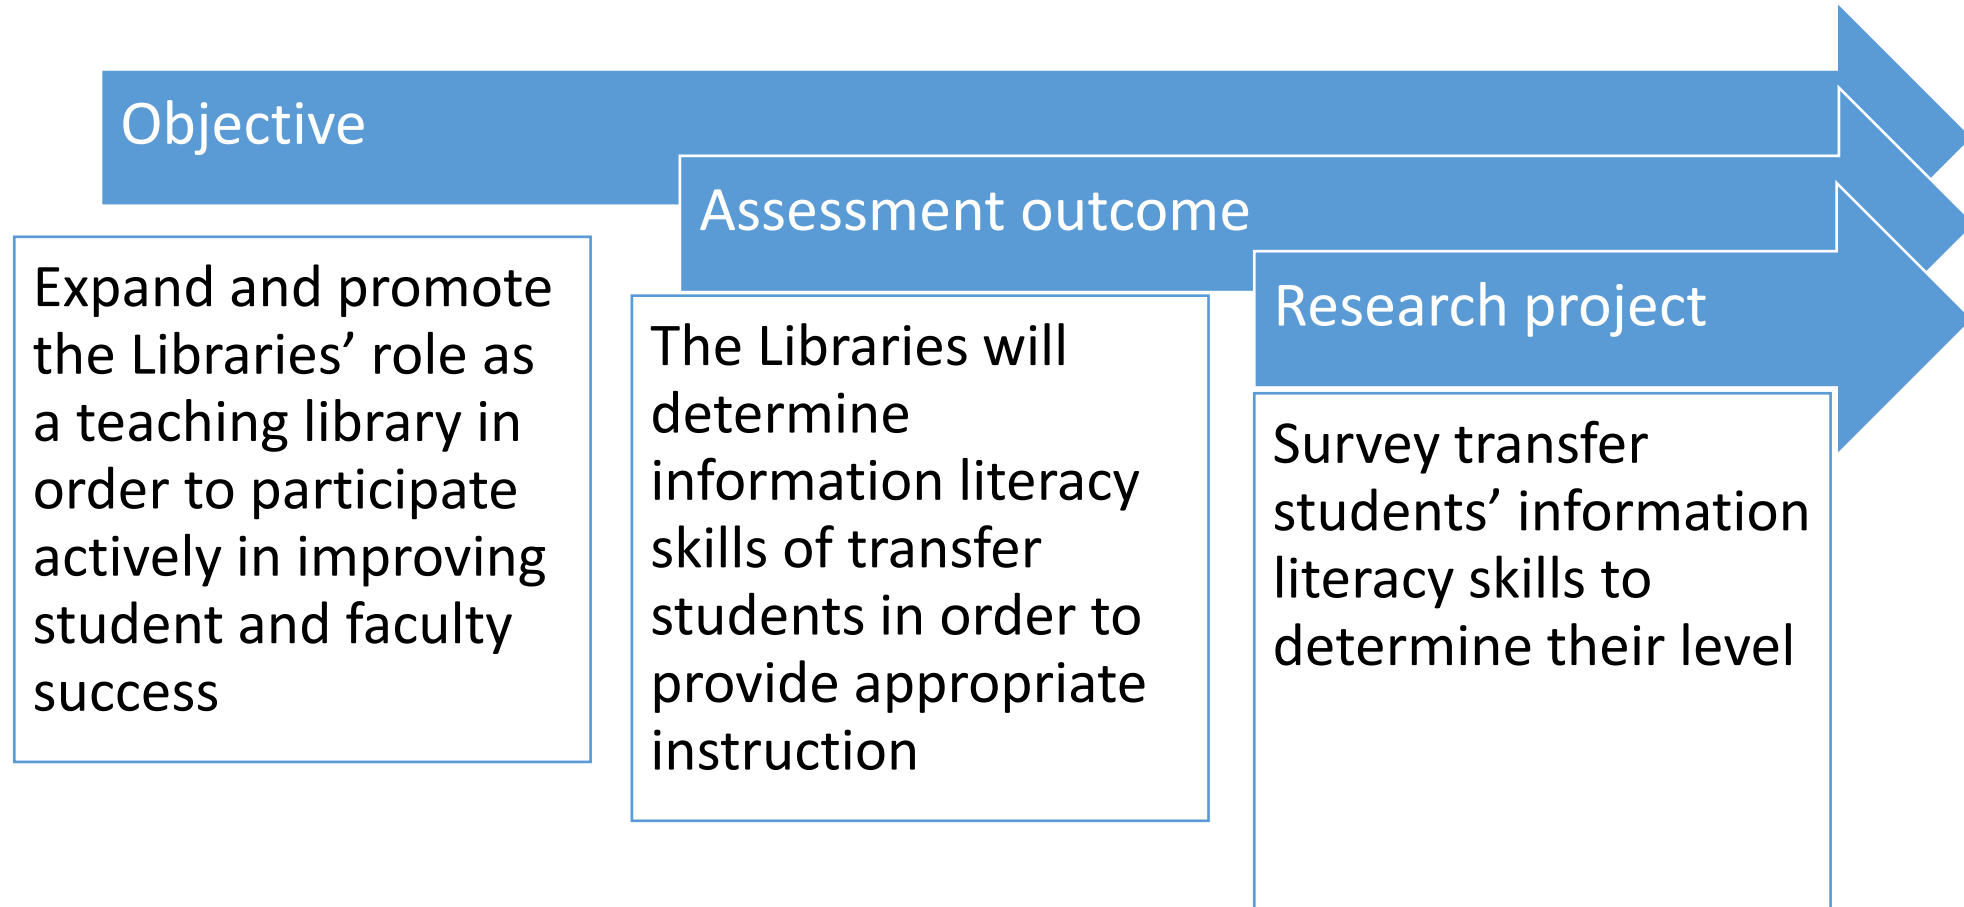 Objective
Expand and promote
the Libraries’ role as
a teaching library in
order to participate
actively in improving
student and faculty
success
Assessment outcome
The Libraries will
determine
information literacy
skills of transfer
students in order to
provide appropriate
instruction
Research project
Survey transfer
students’ information
literacy skills to
determine their level